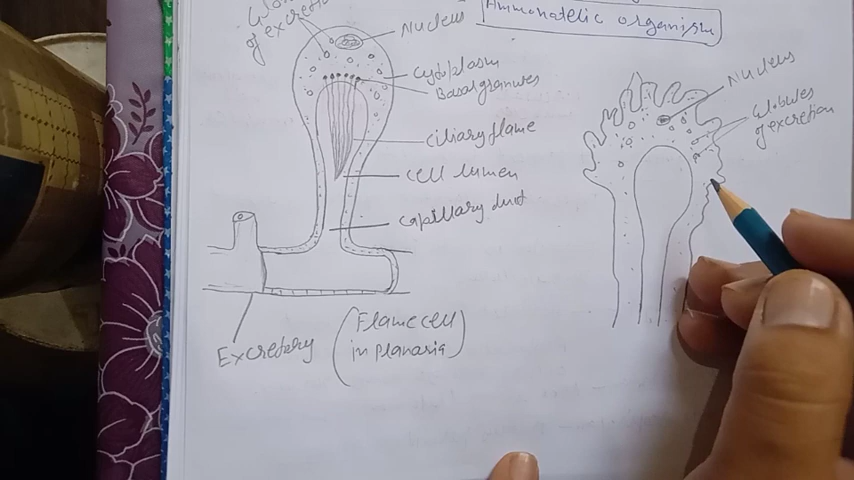 Ammonotelic organism
of excretion
Nucleus
Cytoplasm
Basal granules
ciliary flame
cell lumen
capillary duct
Excretory
(Flame cell
in planaria)
Nucleus
Globules
of excretion